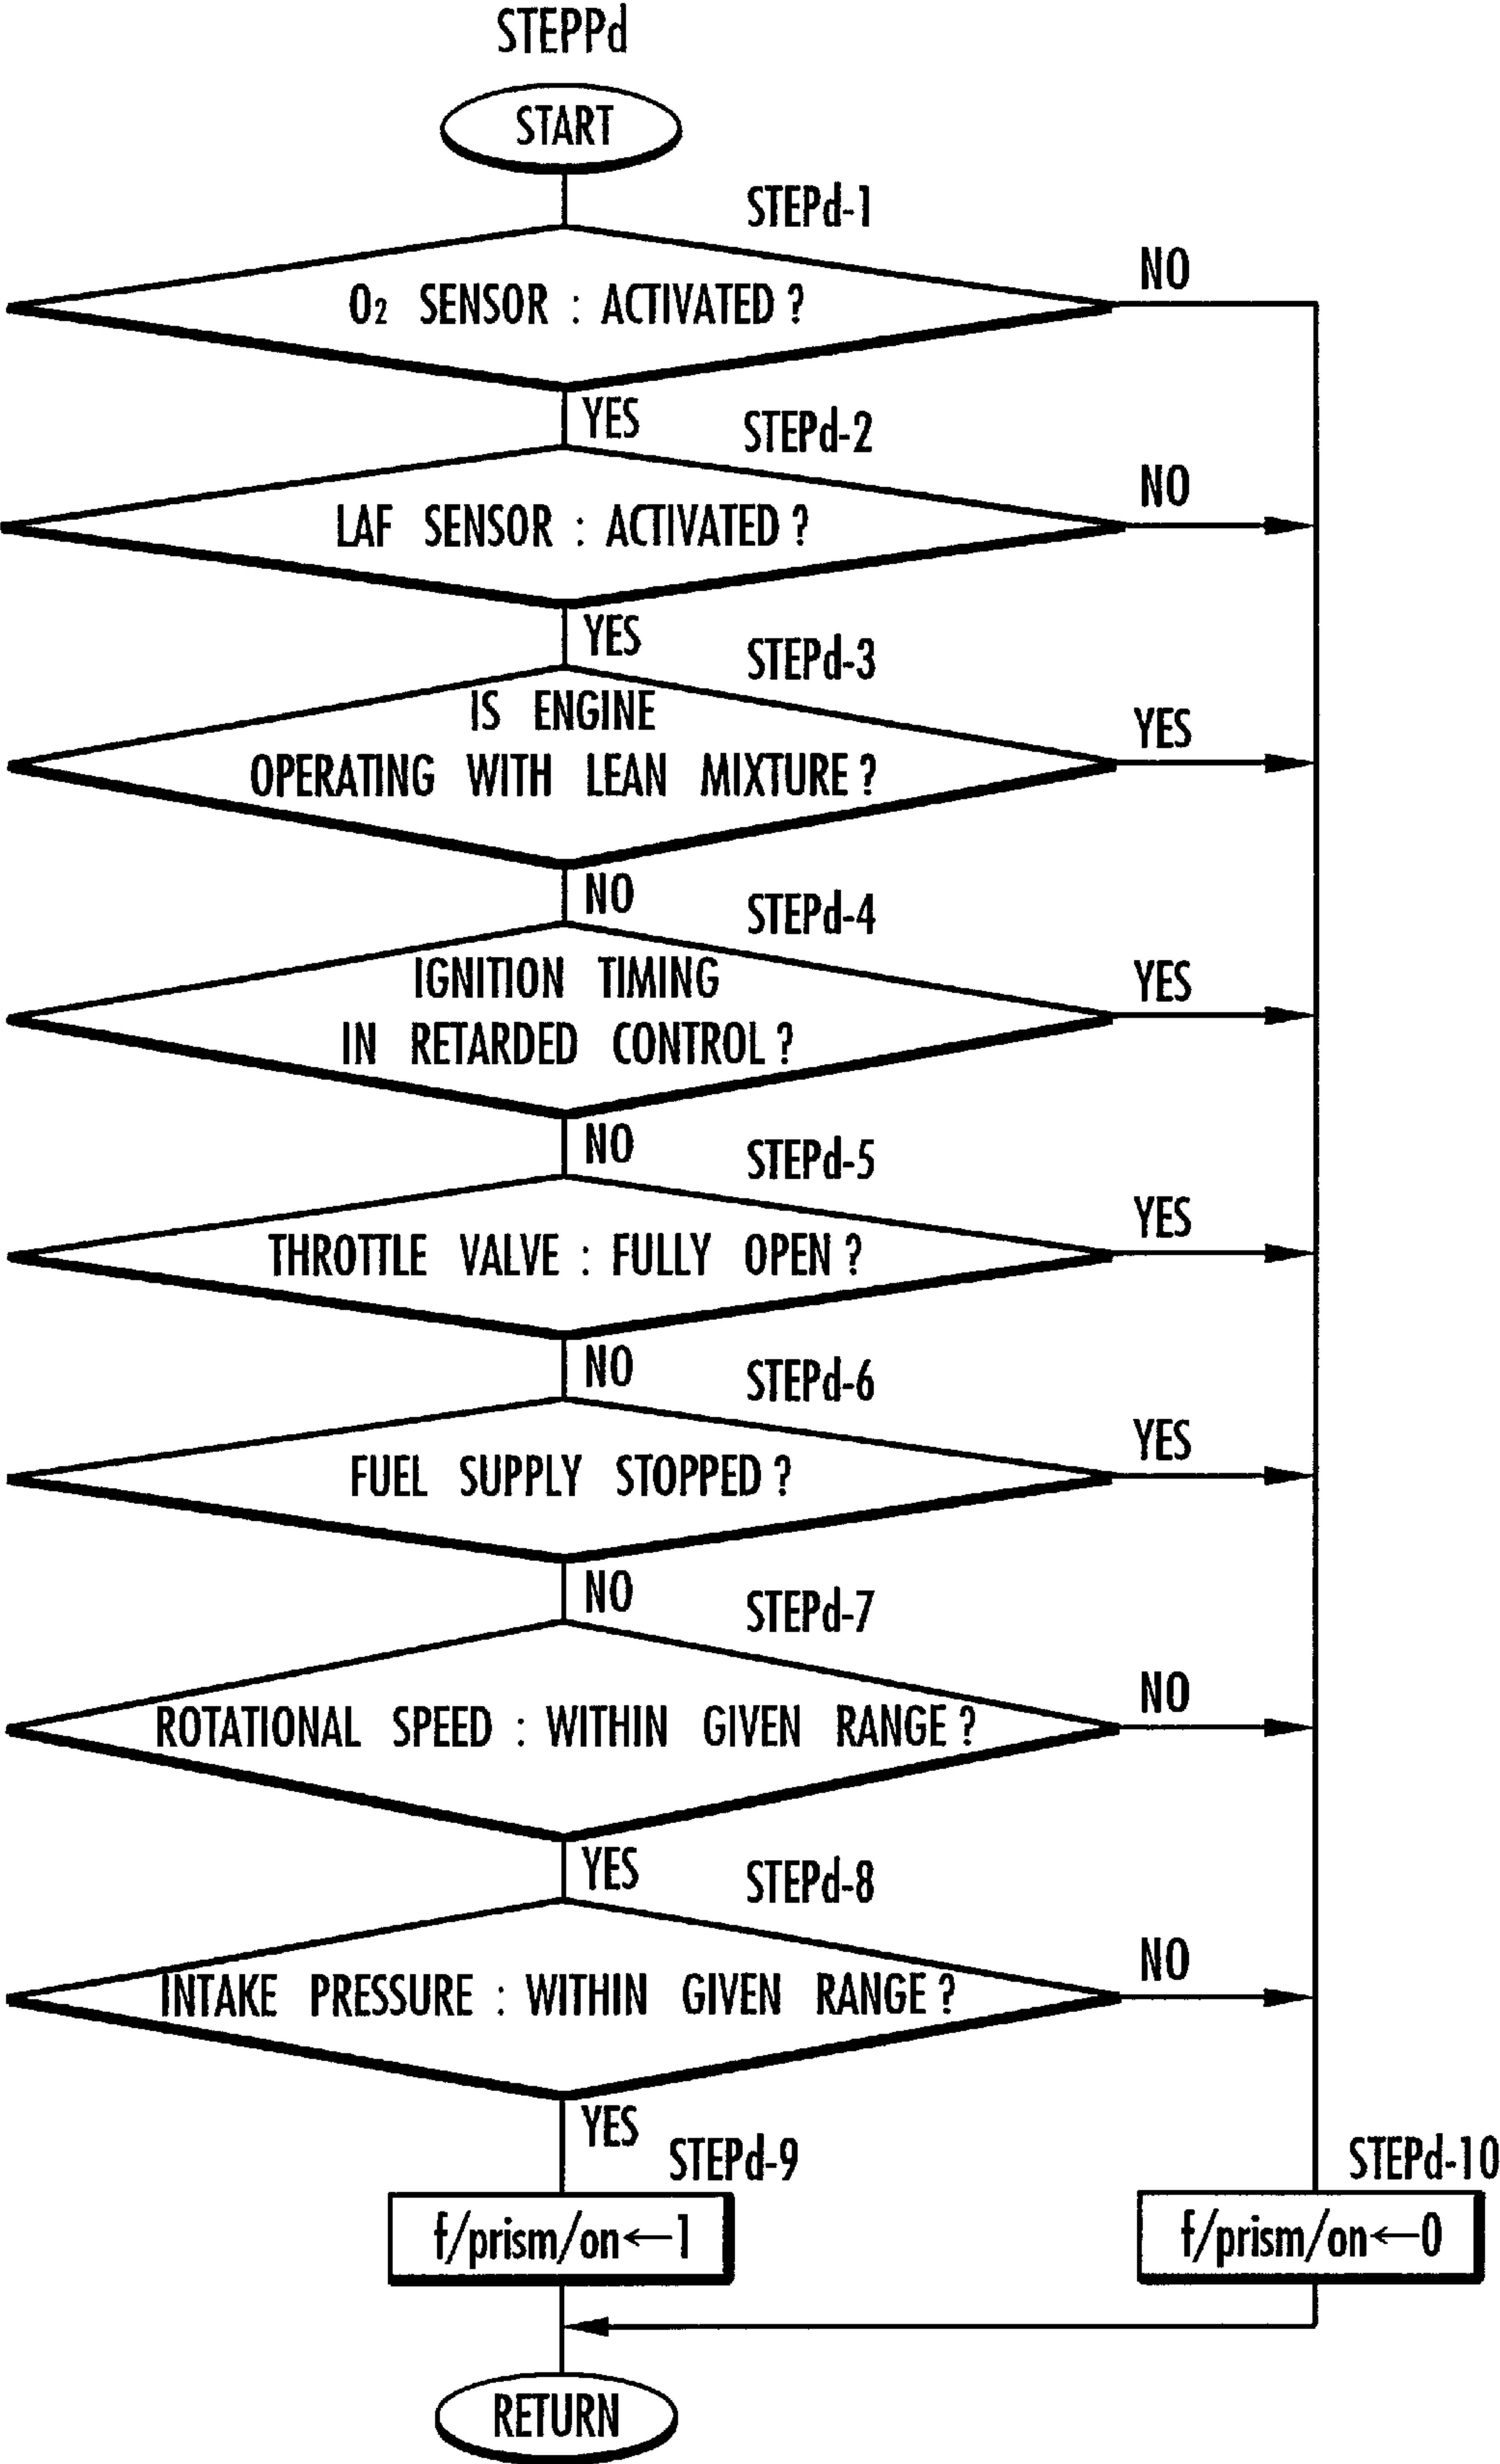 STEPPd
START
STEPd-1
O2 SENSOR : ACTIVATED ?
NO
YES
STEPd-2
LAF SENSOR : ACTIVATED ?
NO
YES
STEPd-3
IS ENGINE
OPERATING WITH LEAN MIXTURE ?
YES
NO
STEPd-4
IGNITION TIMING
IN RETARDED CONTROL ?
YES
NO
STEPd-5
THROTTLE VALVE : FULLY OPEN ?
YES
NO
STEPd-6
FUEL SUPPLY STOPPED ?
YES
NO
STEPd-7
ROTATIONAL SPEED : WITHIN GIVEN RANGE ?
NO
YES
STEPd-8
INTAKE PRESSURE : WITHIN GIVEN RANGE ?
NO
YES
STEPd-9
f/prism/on←1
STEPd-10
f/prism/on←0
RETURN